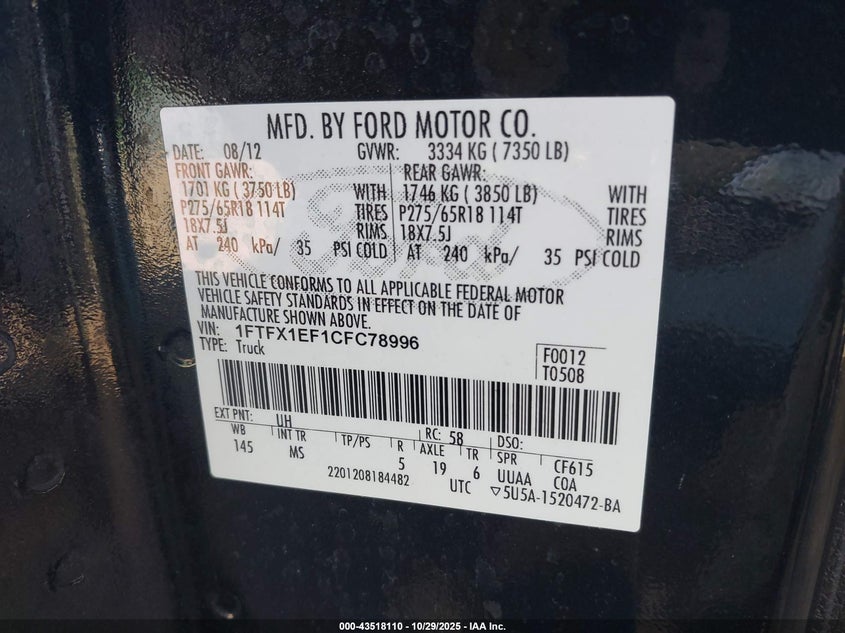 MFD. BY FORD MOTOR CO.
DATE: 08/12 GVWR: 3334 KG ( 7350 LB)
FRONT GAWR: REAR GAWR:
1701 KG ( 3750 LB) WITH 1746 KG ( 3850 LB) WITH
P275/65R18 114T TIRES P275/65R18 114T TIRES
18X7.5J RIMS 18X7.5J RIMS
AT 240 kPa/ 35 PSI COLD AT 240 kPa/ 35 PSI COLD
Ford
THIS VEHICLE CONFORMS TO ALL APPLICABLE FEDERAL MOTOR
VEHICLE SAFETY STANDARDS IN EFFECT ON THE DATE OF
MANUFACTURE SHOWN ABOVE.
VIN: 1FTFX1EF1CFC78996
TYPE: Truck
F0012
T0508
EXT PNT: UH RC: 58 DSO:
WB INT TR TP/PS R AXLE TR SPR CF615
145 MS 5 19 6 UUAA COA
2201208184482 UTC ▽5U5A-1520472-BA
000-43518110 - 10/29/2025 - IAA Inc.